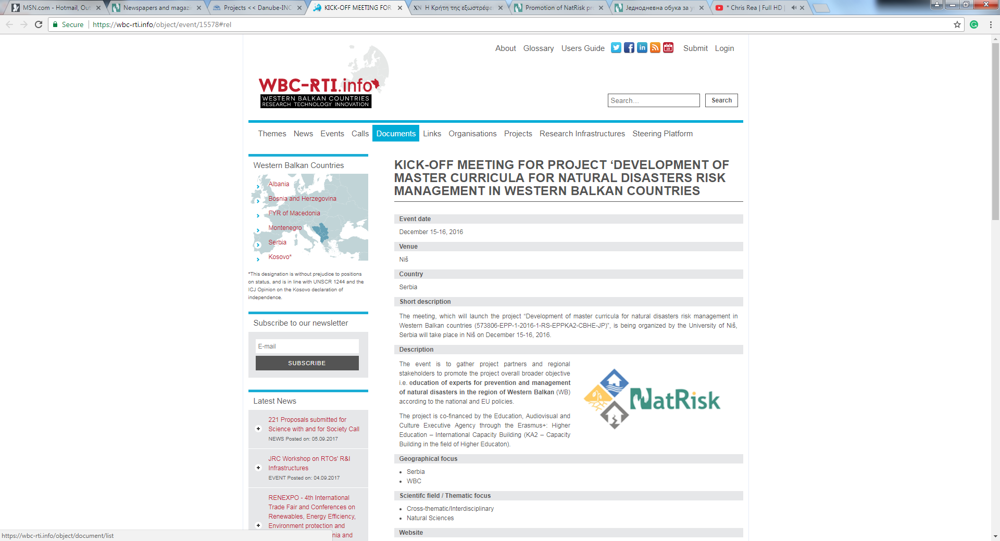 MSN.com - Hotmail, Out
Newspapers and magazi
Projects << Danube-INC
KICK-OFF MEETING FOR
Η Κρήτη της εξωστρέφε
Promotion of NatRisk pr
Једнодневна обука за у
* Chris Rea | Full HD |
Secure | https://wbc-rti.info/object/event/15578#rel
About Glossary Users Guide Submit Login
WBC-RTI.info
WESTERN BALKAN COUNTRIES
RESEARCH TECHNOLOGY INNOVATION
Search... Search
Themes News Events Calls Documents Links Organisations Projects Research Infrastructures Steering Platform
Western Balkan Countries
Albania
Bosnia and Herzegovina
FYR of Macedonia
Montenegro
Serbia
Kosovo*
*This designation is without prejudice to positions
on status, and is in line with UNSCR 1244 and the
ICJ Opinion on the Kosovo declaration of
independence.
Subscribe to our newsletter
E-mail
SUBSCRIBE
Latest News
221 Proposals submitted for
Science with and for Society Call
NEWS Posted on: 05.09.2017
JRC Workshop on RTOs' R&I
Infrastructures
EVENT Posted on: 04.09.2017
RENEXPO - 4th International
Trade Fair and Conferences on
Renewables, Energy Efficiency,
Environment protection and
nia and
KICK-OFF MEETING FOR PROJECT ‘DEVELOPMENT OF
MASTER CURRICULA FOR NATURAL DISASTERS RISK
MANAGEMENT IN WESTERN BALKAN COUNTRIES
Event date
December 15-16, 2016
Venue
Niš
Country
Serbia
Short description
The meeting, which will launch the project “Development of master curricula for natural disasters risk management in
Western Balkan countries (573806-EPP-1-2016-1-RS-EPPKA2-CBHE-JP)”, is being organized by the University of Niš,
Serbia will take place in Niš on December 15-16, 2016.
Description
The event is to gather project partners and regional
stakeholders to promote the project overall broader objective
i.e. education of experts for prevention and management
of natural disasters in the region of Western Balkan (WB)
according to the national and EU policies.
The project is co-financed by the Education, Audiovisual and
Culture Executive Agency through the Erasmus+: Higher
Education – International Capacity Building (KA2 – Capacity
Building in the field of Higher Educaton).
NatRisk
Geographical focus
Serbia
WBC
Scientifc field / Thematic focus
Cross-thematic/Interdisciplinary
Natural Sciences
Website
https://wbc-rti.info/object/document/list